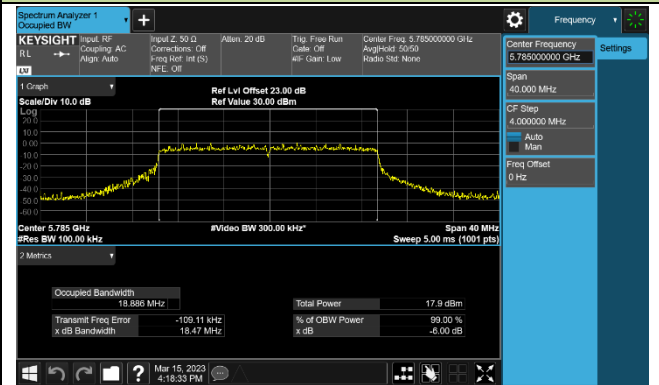 Spectrum Analyzer 1
Occupied BW
+
Frequency
KEYSIGHT
RL
LXI
Input: RF
Coupling: AC
Align: Auto
Input Z: 50 Ω
Corrections: Off
Freq Ref: Int (S)
NFE: Off
Atten: 20 dB
Trig: Free Run
Gate: Off
#IF Gain: Low
Center Freq: 5.785000000 GHz
Avg|Hold: 50/50
Radio Std: None
Center Frequency
5.785000000 GHz
Settings
Span
40.000 MHz
CF Step
4.000000 MHz
Auto
Man
Freq Offset
0 Hz
1 Graph
Scale/Div 10.0 dB
Ref Lvl Offset 23.00 dB
Ref Value 30.00 dBm
Log
20.0
10.0
0.00
-10.0
-20.0
-30.0
-40.0
-50.0
-60.0
Center 5.785 GHz
#Res BW 100.00 kHz
#Video BW 300.00 kHz*
Span 40 MHz
Sweep 5.00 ms (1001 pts)
2 Metrics
Occupied Bandwidth
18.886 MHz
Total Power 17.9 dBm
Transmit Freq Error -109.11 kHz
% of OBW Power 99.00 %
x dB Bandwidth 18.47 MHz
x dB -6.00 dB
?
Mar 15, 2023
4:18:33 PM